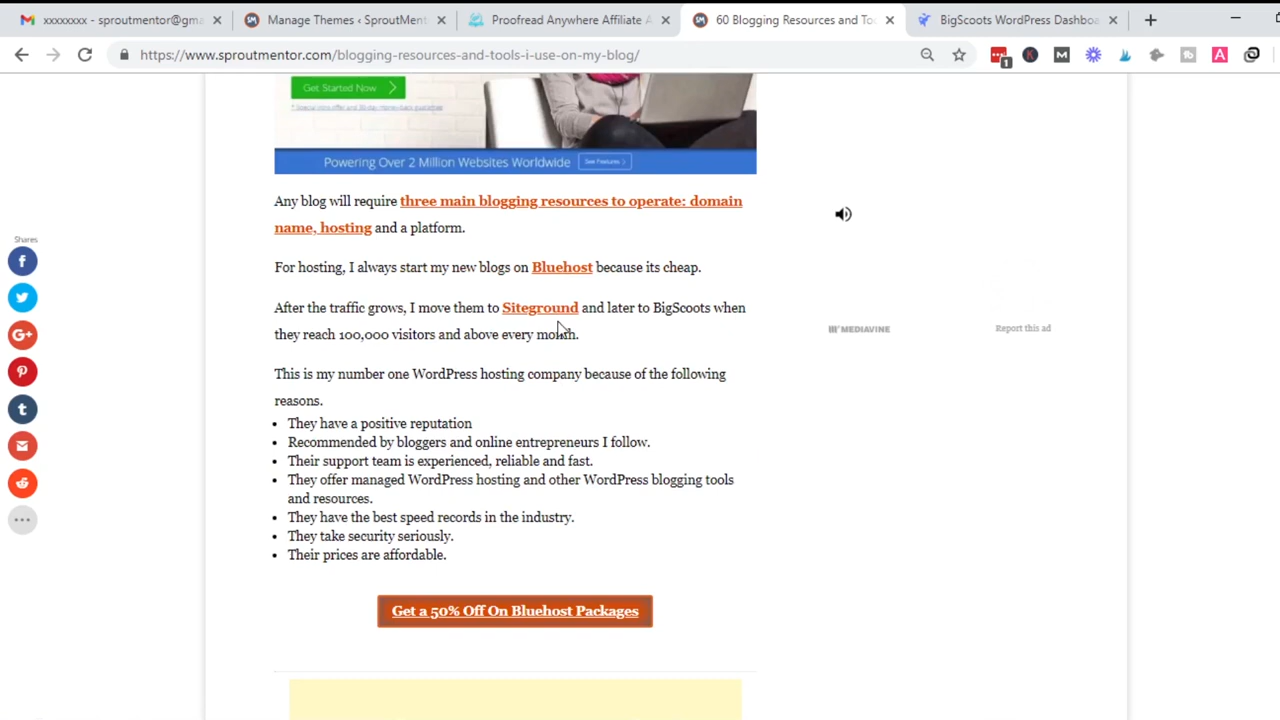 xxxxxxxx - sproutmentor@gma
Manage Themes ‹ SproutMen
Proofread Anywhere Affiliate A
60 Blogging Resources and Too
BigScoots WordPress Dashboa
https://www.sproutmentor.com/blogging-resources-and-tools-i-use-on-my-blog/
1
Get Started Now
Powering Over 2 Million Websites Worldwide
See Features
Any blog will require three main blogging resources to operate: domain
name, hosting and a platform.
Shares
For hosting, I always start my new blogs on Bluehost because its cheap.
After the traffic grows, I move them to Siteground and later to BigScoots when
they reach 100,000 visitors and above every month.
MEDIAVINE
Report this ad
This is my number one WordPress hosting company because of the following
reasons.
• They have a positive reputation
• Recommended by bloggers and online entrepreneurs I follow.
• Their support team is experienced, reliable and fast.
• They offer managed WordPress hosting and other WordPress blogging tools
and resources.
• They have the best speed records in the industry.
• They take security seriously.
• Their prices are affordable.
Get a 50% Off On Bluehost Packages